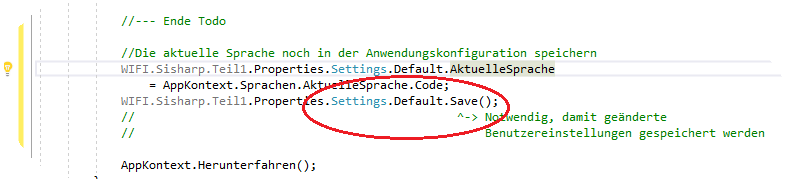 //--- Ende Todo
//Die aktuelle Sprache noch in der Anwendungskonfiguration speichern
WIFI.Sisharp.Teil1.Properties.Settings.Default.AktuelleSprache
= AppKontext.Sprachen.AktuelleSprache.Code;
WIFI.Sisharp.Teil1.Properties.Settings.Default.Save();
// ^-> Notwendig, damit geänderte
// Benutzereinstellungen gespeichert werden
AppKontext.Herunterfahren();